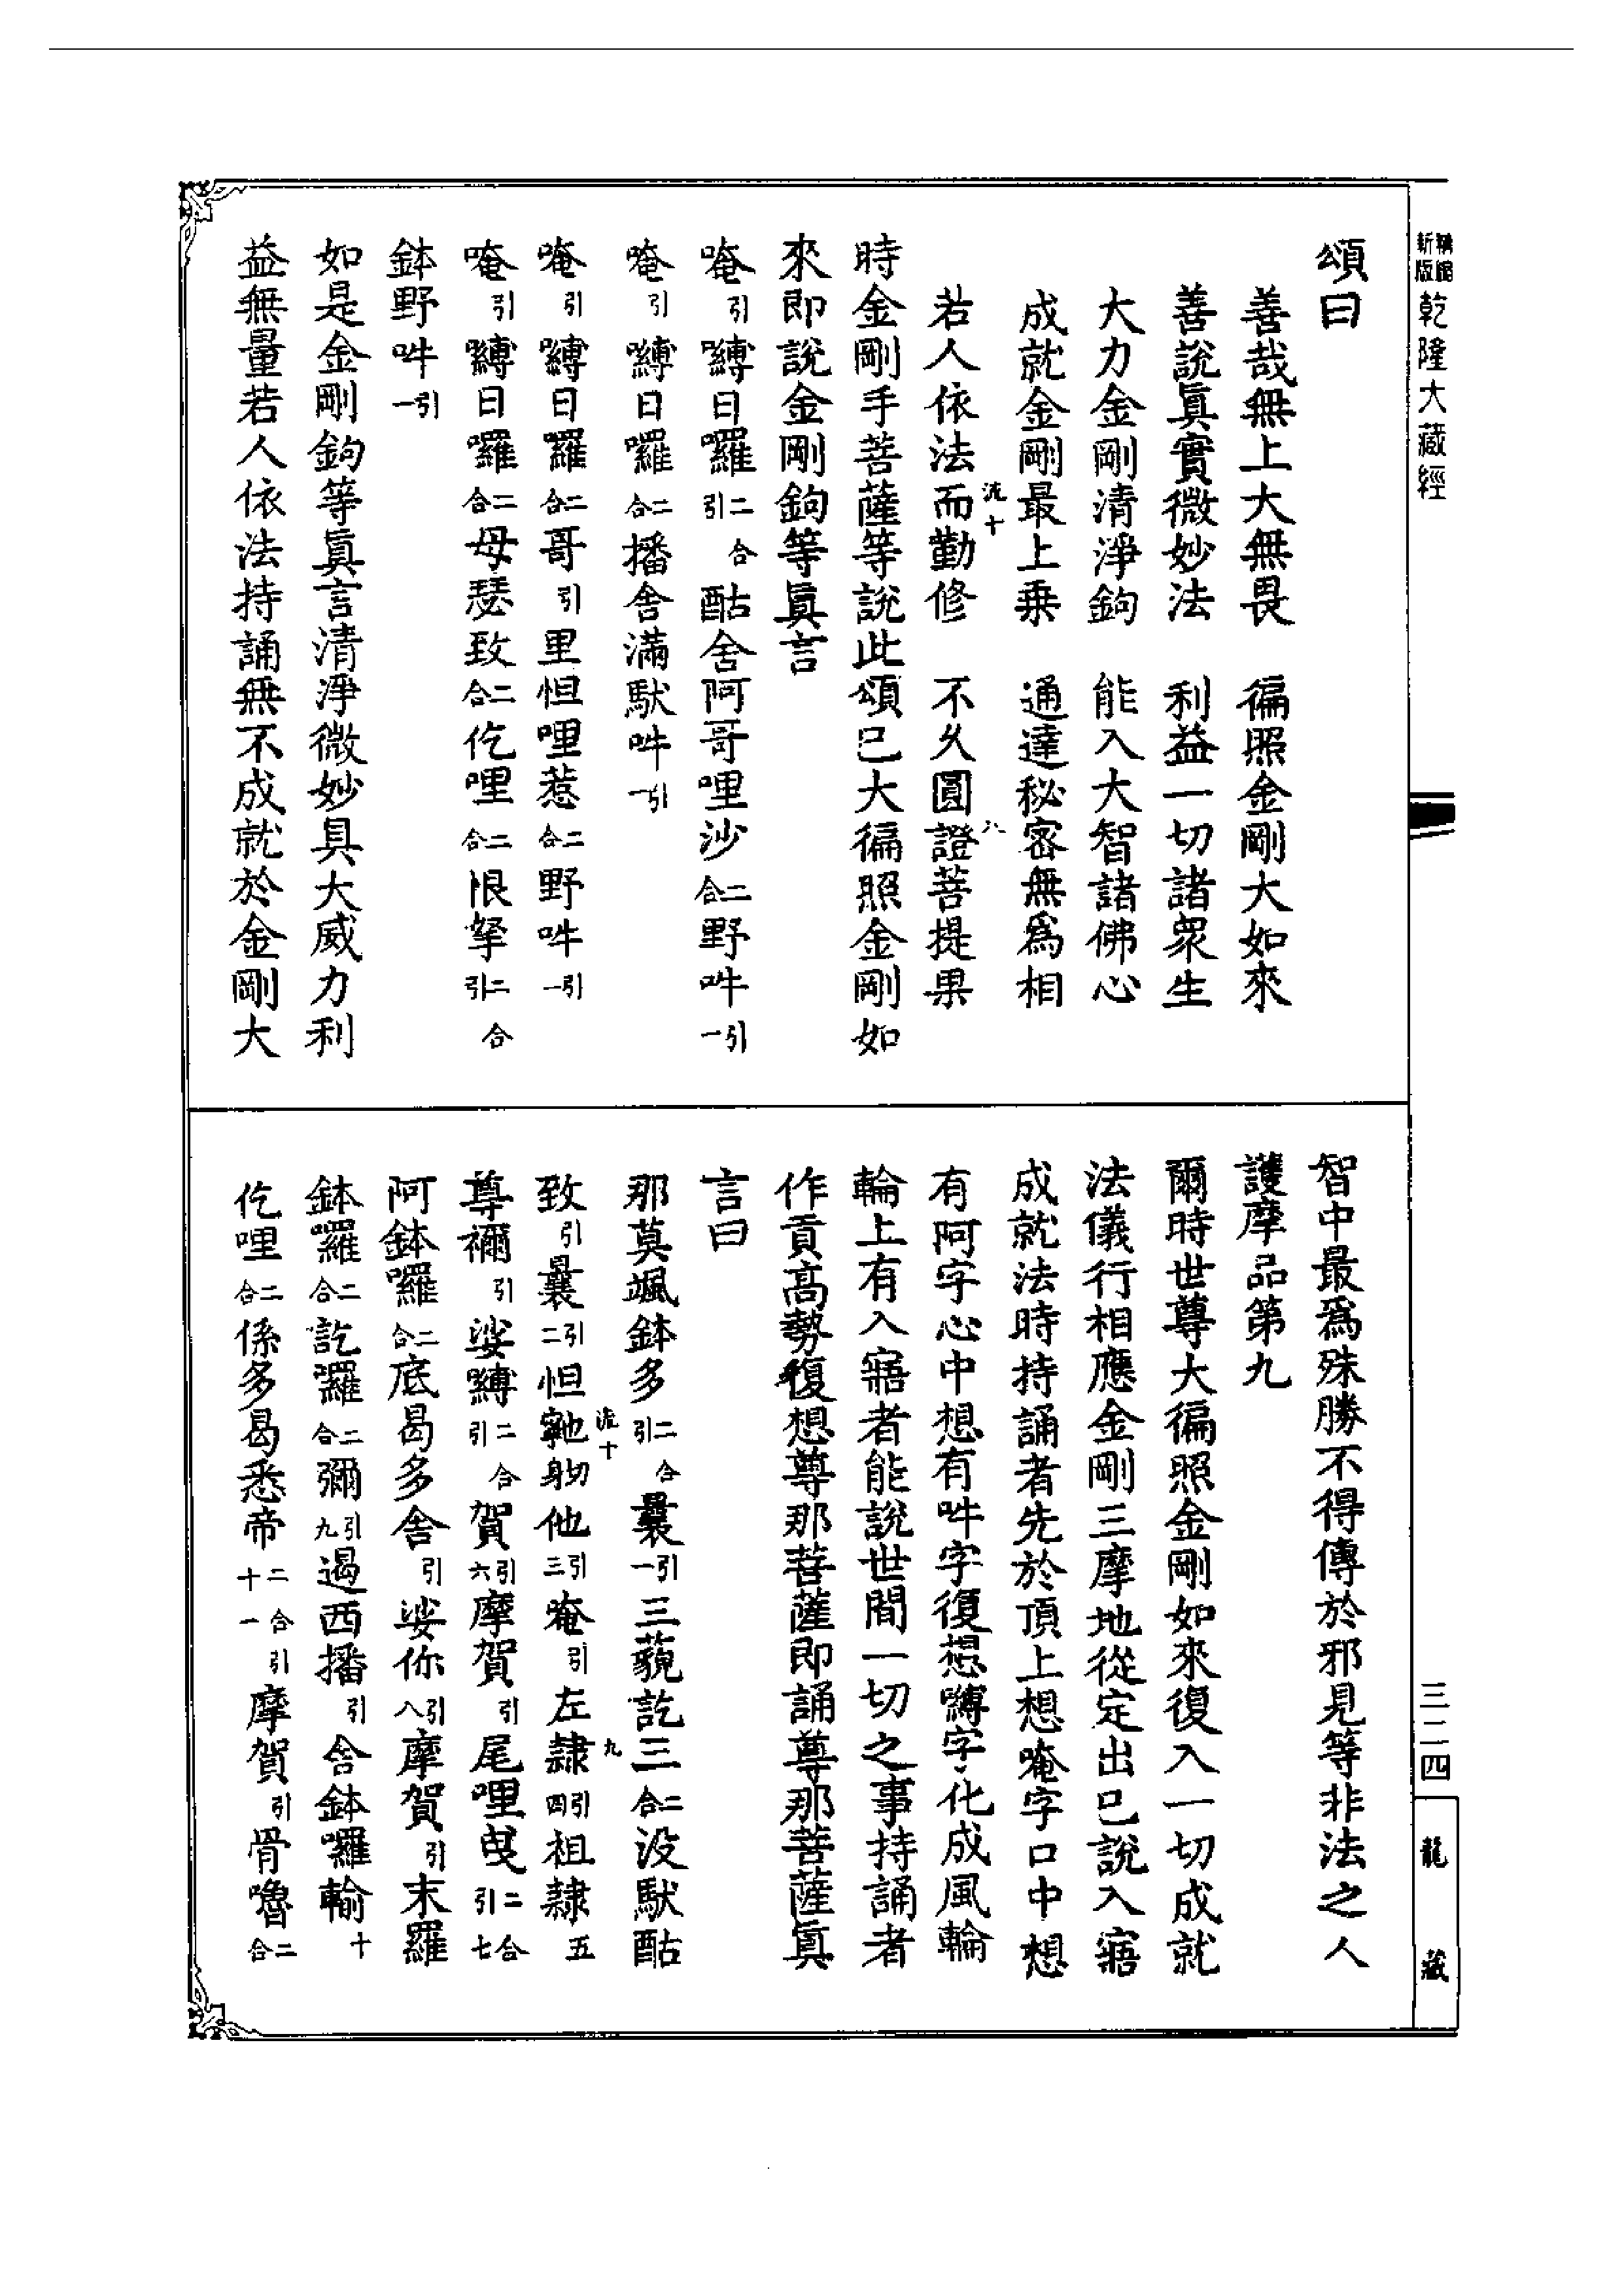 頌曰
善哉無上大無畏　徧照金剛大如來
善說眞實微妙法　利益一切諸衆生
大力金剛清淨鉤　能入大智諸佛心
成就金剛最上乗　通達秘密無爲相
若人依法而勤修　不久圓證菩提果
時金剛手菩薩等說此頌已大徧照金剛如
來即說金剛鉤等眞言
唵引嚩日囉二合引酤舍阿哥哩沙二合野吽引一
唵引嚩日囉二合播舍滿馱吽引一
唵引嚩日囉二合哥引里怛哩惹二合野吽引一
唵引嚩日囉二合母瑟致二合仡哩二合恨拏二合引
鉢野吽引一
如是金剛鉤等眞言清淨微妙具大威力利
益無量若人依法持誦無不成就於金剛大
智中最爲殊勝不得傳於邪見等非法之人
護摩品第九
爾時世尊大徧照金剛如來復入一切成就
法儀行相應金剛三摩地從定出已說入寤
成就法時持誦者先於頂上想唵字口中想
有阿字心中想有吽字復想嚩字化成風輪
輪上有入寤者能說世間一切之事持誦者
作貢高勢復想尊那菩薩即誦尊那菩薩眞
言曰
那莫颯鉢多二合引曩引一三藐訖三二合没馱酤
致引曩引二怛䡾身切他引三唵引左隷引四祖隷五
尊禰引娑嚩二合引賀引六摩賀引尾哩曳二合引七
阿鉢囉二合底曷多舍引娑你引八摩賀引末羅
鉢囉二合訖囉二合彌引九遏西播引舍鉢囉輸十
仡哩二合係多曷悉帝二合引十一摩賀引骨嚕二合
新版
乾隆大藏經
三二四
龍藏
八
九